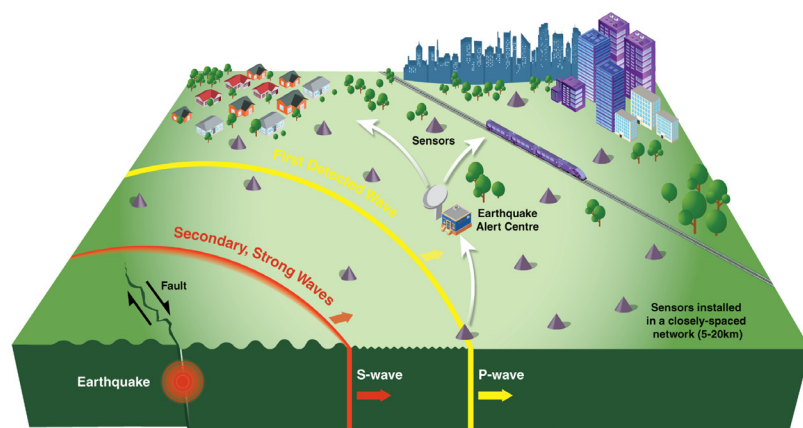 Sensors
First Detected Wave
Earthquake
Alert Centre
Secondary, Strong Waves
Fault
Sensors installed
in a closely-spaced
network (5-20km)
Earthquake
S-wave
P-wave